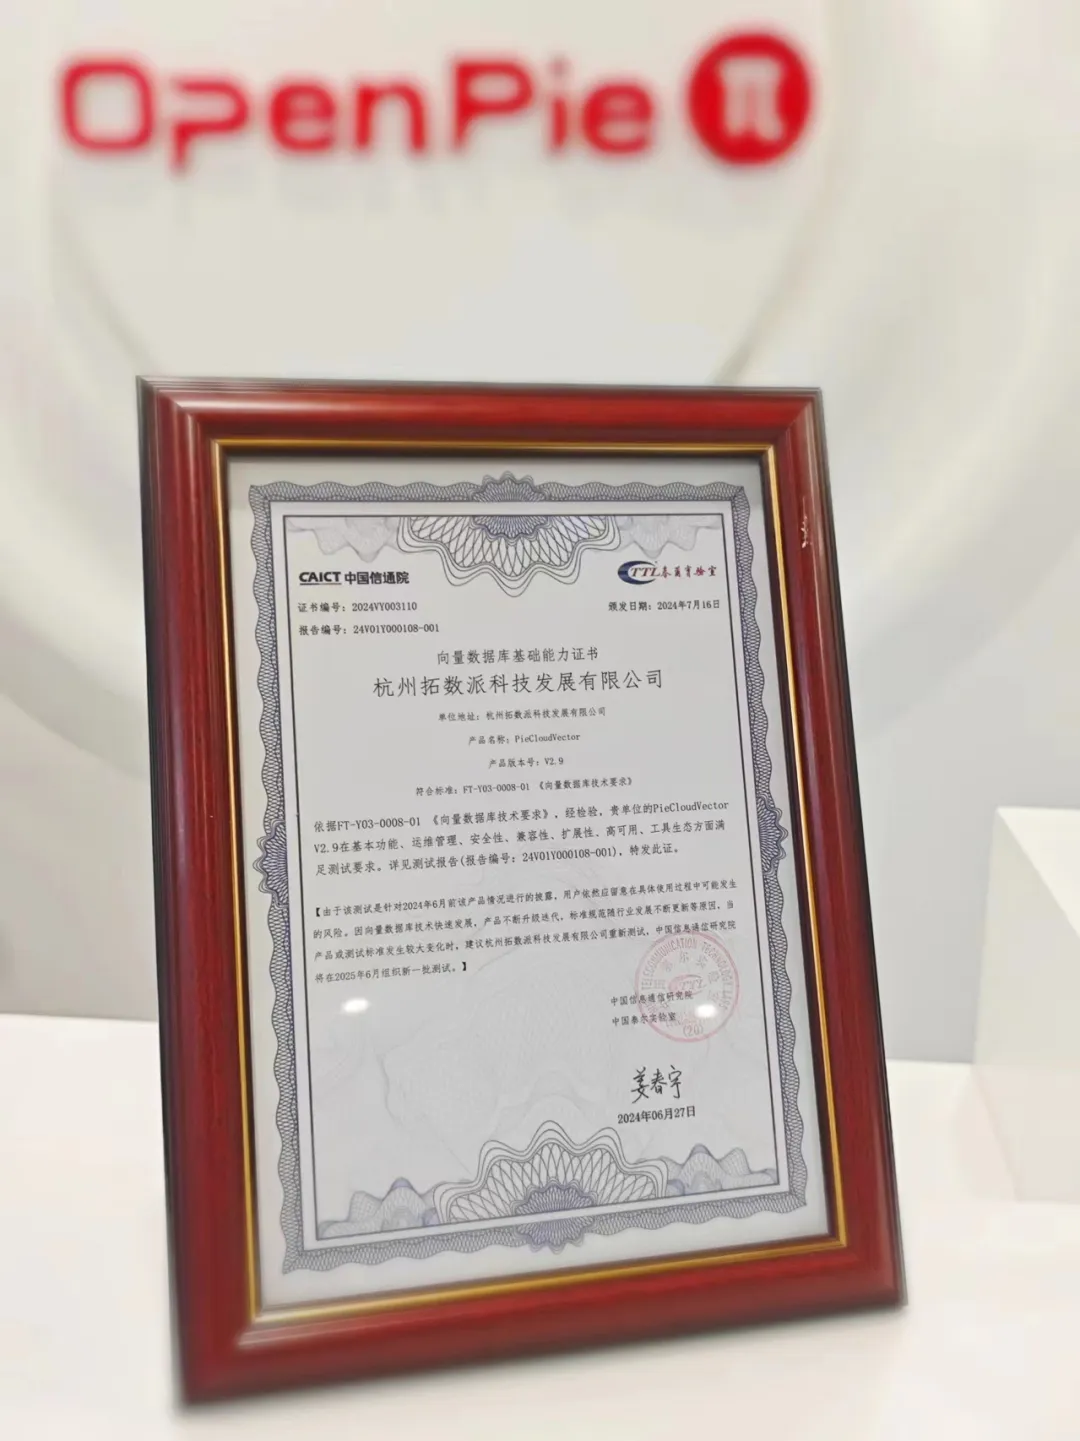 OpenPie
CAICT 中国信通院
TTL 泰尔实验室
证书编号：2024VY003110
颁发日期：2024年7月16日
报告编号：24V01Y000108-001
向量数据库基础能力证书
杭州拓数派科技发展有限公司
单位地址：杭州拓数派科技发展有限公司
产品名称：PieCloudVector
产品版本号：V2.9
符合标准：FT-Y03-0008-01 《向量数据库技术要求》
依据FT-Y03-0008-01 《向量数据库技术要求》，经检验，贵单位的PieCloudVector
V2.9在基本功能、运维管理、安全性、兼容性、扩展性、高可用、工具生态方面满
足测试要求。详见测试报告(报告编号：24V01Y000108-001)，特发此证。
【由于该测试是针对2024年6月前该产品情况进行的披露，用户依然应留意在具体使用过程中可能发生
的风险。因向量数据库技术快速发展，产品不断升级迭代，标准规范随行业发展不断更新等原因，当
产品或测试标准发生较大变化时，建议杭州拓数派科技发展有限公司重新测试，中国信息通信研究院
将在2025年6月组织新一批测试。】
中国信息通信研究院
中国泰尔实验室
(20)
姜春宇
2024年06月27日